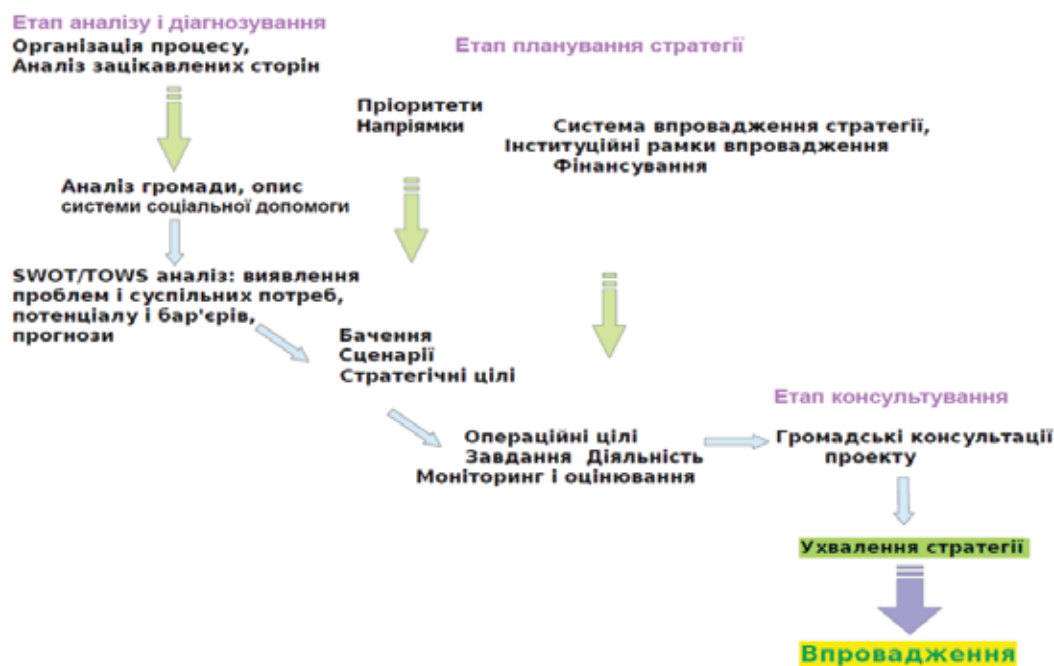 Етап аналізу і діагнозування
Організація процесу,
Аналіз зацікавлених сторін
Етап планування стратегії
Пріоритети
Напріямки
Система впровадження стратегії,
Інституційні рамки впровадження
Фінансування
Аналіз громади, опис
системи соціальної допомоги
SWOT/TOWS аналіз: виявлення
проблем і суспільних потреб,
потенціалу і бар'єрів,
прогнози
Бачення
Сценарії
Стратегічні цілі
Операційні цілі
Завдання Діяльність
Моніторинг і оцінювання
Етап консультування
Громадські консультації
проекту
Ухвалення стратегії
Впровадження